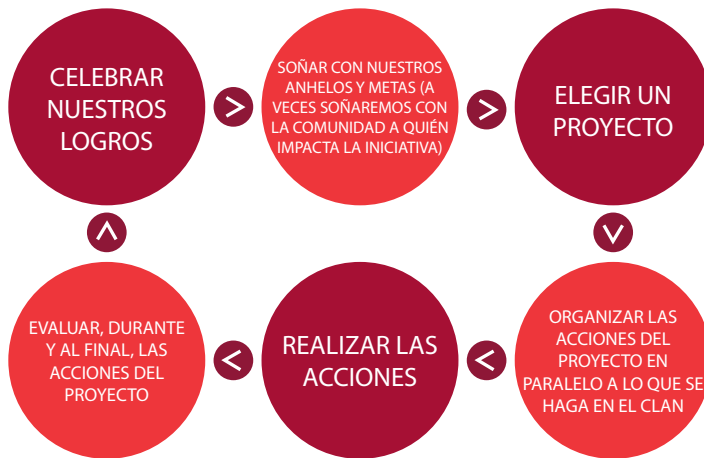 CELEBRAR
NUESTROS
LOGROS
SOÑAR CON NUESTROS
ANHELOS Y METAS (A
VECES SOÑAREMOS CON
LA COMUNIDAD A QUIÉN
IMPACTA LA INICIATIVA)
ELEGIR UN
PROYECTO
ORGANIZAR LAS
ACCIONES DEL
PROYECTO EN
PARALELO A LO QUE SE
HAGA EN EL CLAN
REALIZAR LAS
ACCIONES
EVALUAR, DURANTE
Y AL FINAL, LAS
ACCIONES DEL
PROYECTO